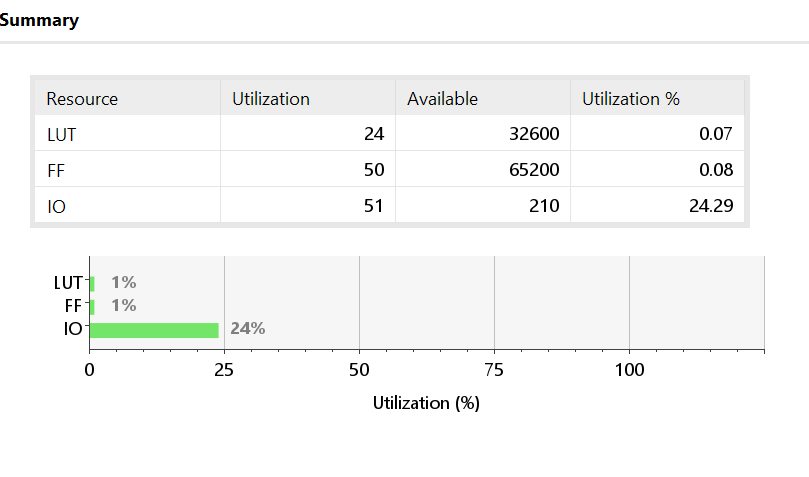 Summary
Resource Utilization Available Utilization %
LUT 24 32600 0.07
FF 50 65200 0.08
IO 51 210 24.29
LUT 1%
FF 1%
IO 24%
0 25 50 75 100
Utilization (%)